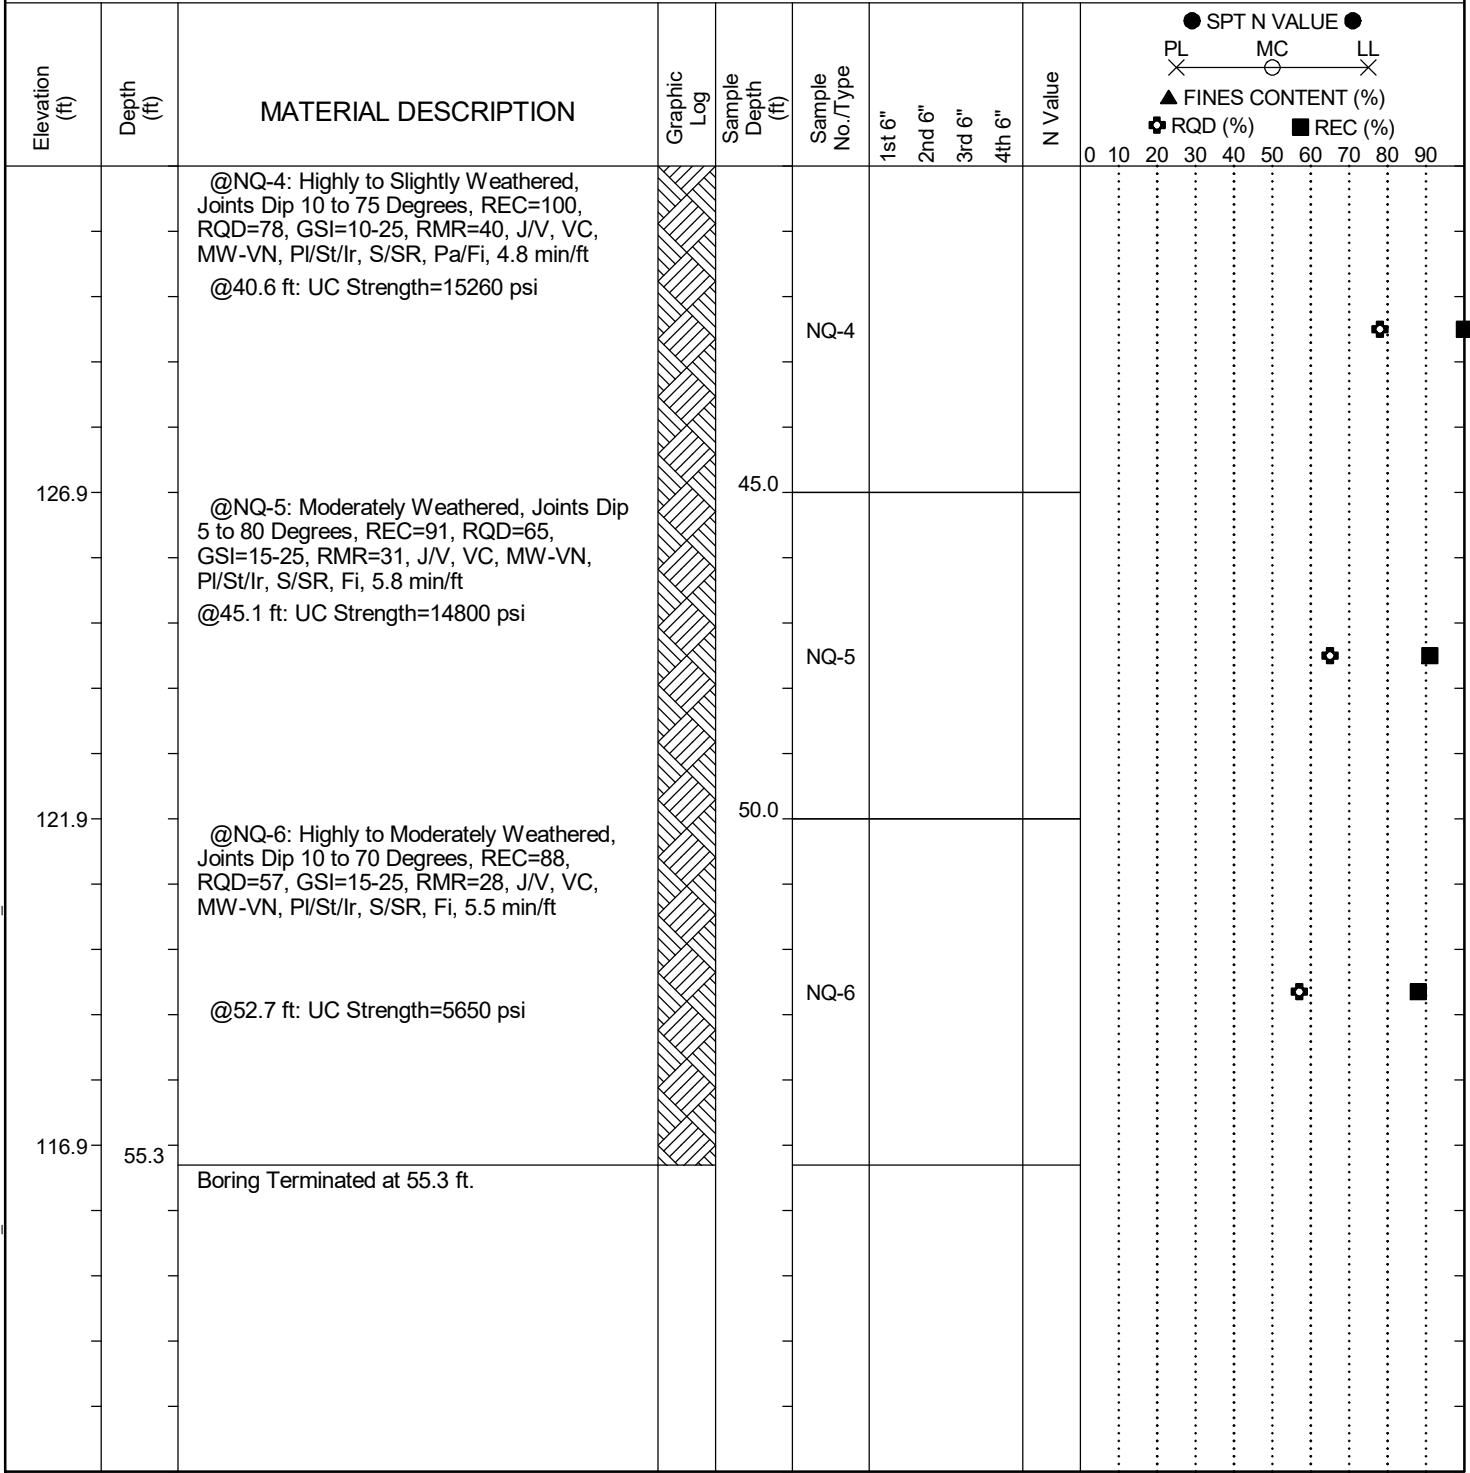 Elevation (ft)
Depth (ft)
MATERIAL DESCRIPTION
Graphic Log
Sample Depth (ft)
Sample No./Type
1st 6"
2nd 6"
3rd 6"
4th 6"
N Value
SPT N VALUE
PL MC LL
FINES CONTENT (%)
RQD (%) REC (%)
0 10 20 30 40 50 60 70 80 90
@NQ-4: Highly to Slightly Weathered,
Joints Dip 10 to 75 Degrees, REC=100,
RQD=78, GSI=10-25, RMR=40, J/V, VC,
MW-VN, Pl/St/Ir, S/SR, Pa/Fi, 4.8 min/ft
@40.6 ft: UC Strength=15260 psi
NQ-4
126.9
45.0
@NQ-5: Moderately Weathered, Joints Dip
5 to 80 Degrees, REC=91, RQD=65,
GSI=15-25, RMR=31, J/V, VC, MW-VN,
Pl/St/Ir, S/SR, Fi, 5.8 min/ft
@45.1 ft: UC Strength=14800 psi
NQ-5
121.9
50.0
@NQ-6: Highly to Moderately Weathered,
Joints Dip 10 to 70 Degrees, REC=88,
RQD=57, GSI=15-25, RMR=28, J/V, VC,
MW-VN, Pl/St/Ir, S/SR, Fi, 5.5 min/ft
NQ-6
@52.7 ft: UC Strength=5650 psi
116.9
55.3
Boring Terminated at 55.3 ft.